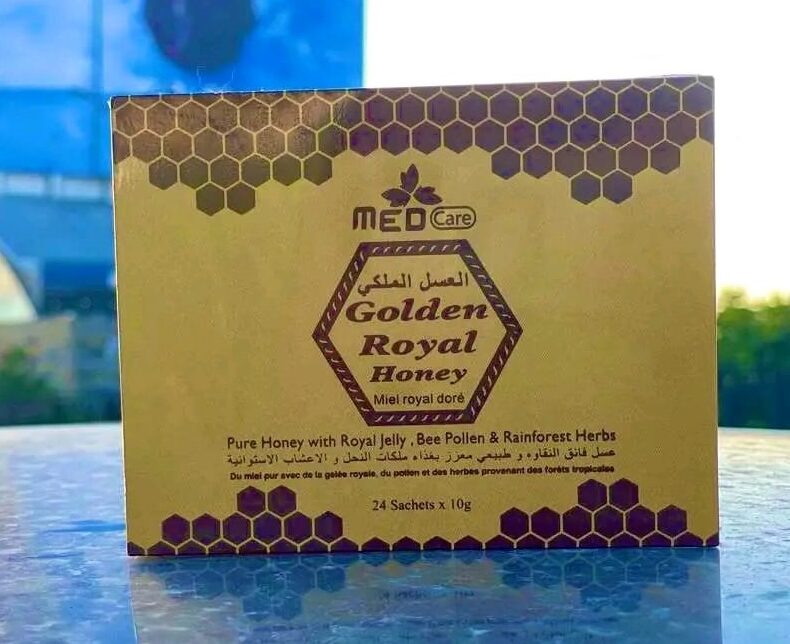 MED Care
العسل الملكي
Golden
Royal
Honey
Miel royal doré
Pure Honey with Royal Jelly , Bee Pollen & Rainforest Herbs
عسل فائق النقاوه و طبيعي معزز بغذاء ملكات النحل و الاعشاب الاستوائية
Du miel pur avec de la gelée royale, du pollen et des herbes provenant des forêts tropicales
24 Sachets x 10g